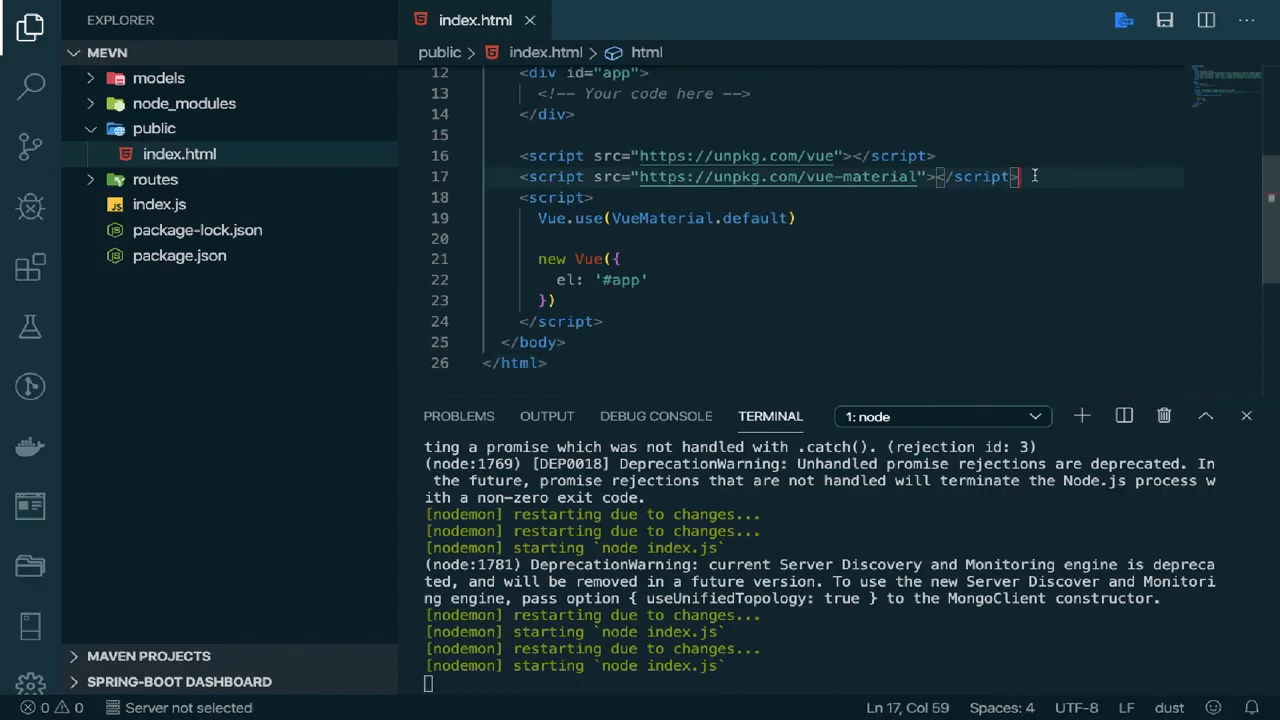 EXPLORER
MEVN
models
node_modules
public
index.html
routes
index.js
package-lock.json
package.json
MAVEN PROJECTS
SPRING-BOOT DASHBOARD
index.html
public > index.html > html
12 <div id="app">
13 <!-- Your code here -->
14 </div>
15
16 <script src="https://unpkg.com/vue"></script>
17 <script src="https://unpkg.com/vue-material"></script>
18 <script>
19 Vue.use(VueMaterial.default)
20
21 new Vue({
22 el: '#app'
23 })
24 </script>
25 </body>
26 </html>
PROBLEMS OUTPUT DEBUG CONSOLE TERMINAL 1: node
ting a promise which was not handled with .catch(). (rejection id: 3)
(node:1769) [DEP0018] DeprecationWarning: Unhandled promise rejections are deprecated. In
the future, promise rejections that are not handled will terminate the Node.js process w
ith a non-zero exit code.
[nodemon] restarting due to changes...
[nodemon] restarting due to changes...
[nodemon] starting `node index.js`
(node:1781) DeprecationWarning: current Server Discovery and Monitoring engine is depreca
ted, and will be removed in a future version. To use the new Server Discover and Monitori
ng engine, pass option { useUnifiedTopology: true } to the MongoClient constructor.
[nodemon] restarting due to changes...
[nodemon] starting `node index.js`
[nodemon] restarting due to changes...
[nodemon] starting `node index.js`
0 0 Server not selected Ln 17, Col 59 Spaces: 4 UTF-8 LF dust